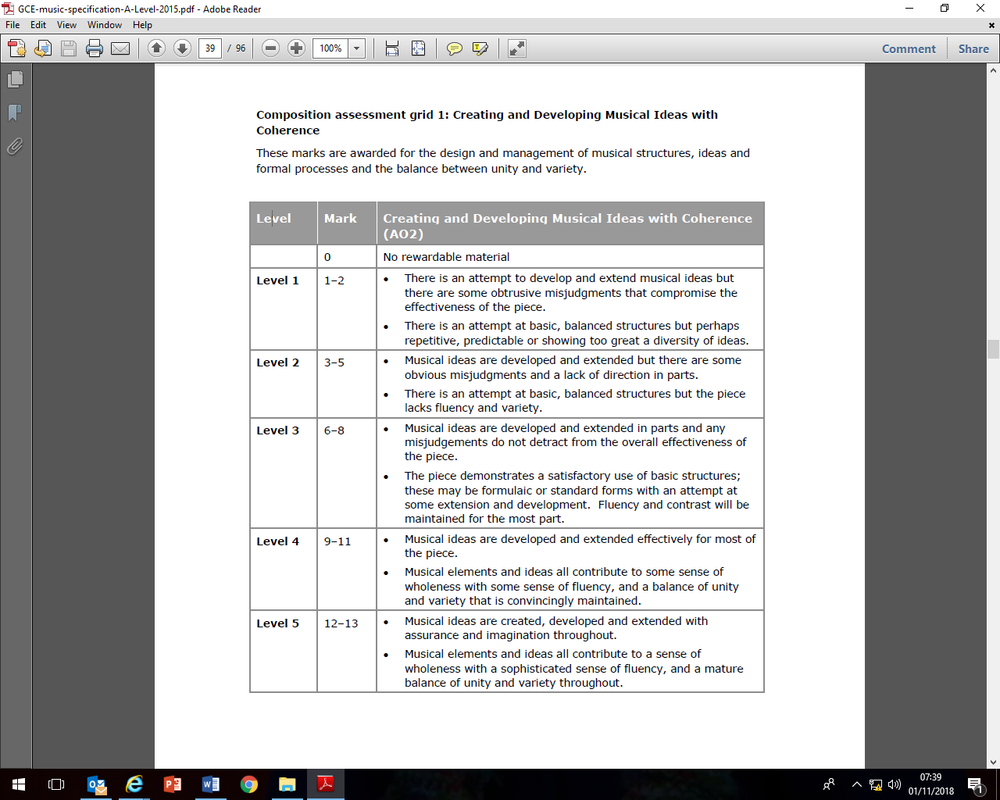 GCE-music-specification-A-Level-2015.pdf - Adobe Reader
File Edit View Window Help
39 / 96 100% Comment Share
Composition assessment grid 1: Creating and Developing Musical Ideas with
Coherence
These marks are awarded for the design and management of musical structures, ideas and
formal processes and the balance between unity and variety.
Level Mark Creating and Developing Musical Ideas with Coherence
(AO2)
0 No rewardable material
Level 1 1–2 • There is an attempt to develop and extend musical ideas but
there are some obtrusive misjudgments that compromise the
effectiveness of the piece.
• There is an attempt at basic, balanced structures but perhaps
repetitive, predictable or showing too great a diversity of ideas.
Level 2 3–5 • Musical ideas are developed and extended but there are some
obvious misjudgments and a lack of direction in parts.
• There is an attempt at basic, balanced structures but the piece
lacks fluency and variety.
Level 3 6–8 • Musical ideas are developed and extended in parts and any
misjudgements do not detract from the overall effectiveness of
the piece.
• The piece demonstrates a satisfactory use of basic structures;
these may be formulaic or standard forms with an attempt at
some extension and development. Fluency and contrast will be
maintained for the most part.
Level 4 9–11 • Musical ideas are developed and extended effectively for most of
the piece.
• Musical elements and ideas all contribute to some sense of
wholeness with some sense of fluency, and a balance of unity
and variety that is convincingly maintained.
Level 5 12–13 • Musical ideas are created, developed and extended with
assurance and imagination throughout.
• Musical elements and ideas all contribute to a sense of
wholeness with a sophisticated sense of fluency, and a mature
balance of unity and variety throughout.
07:39
01/11/2018
1